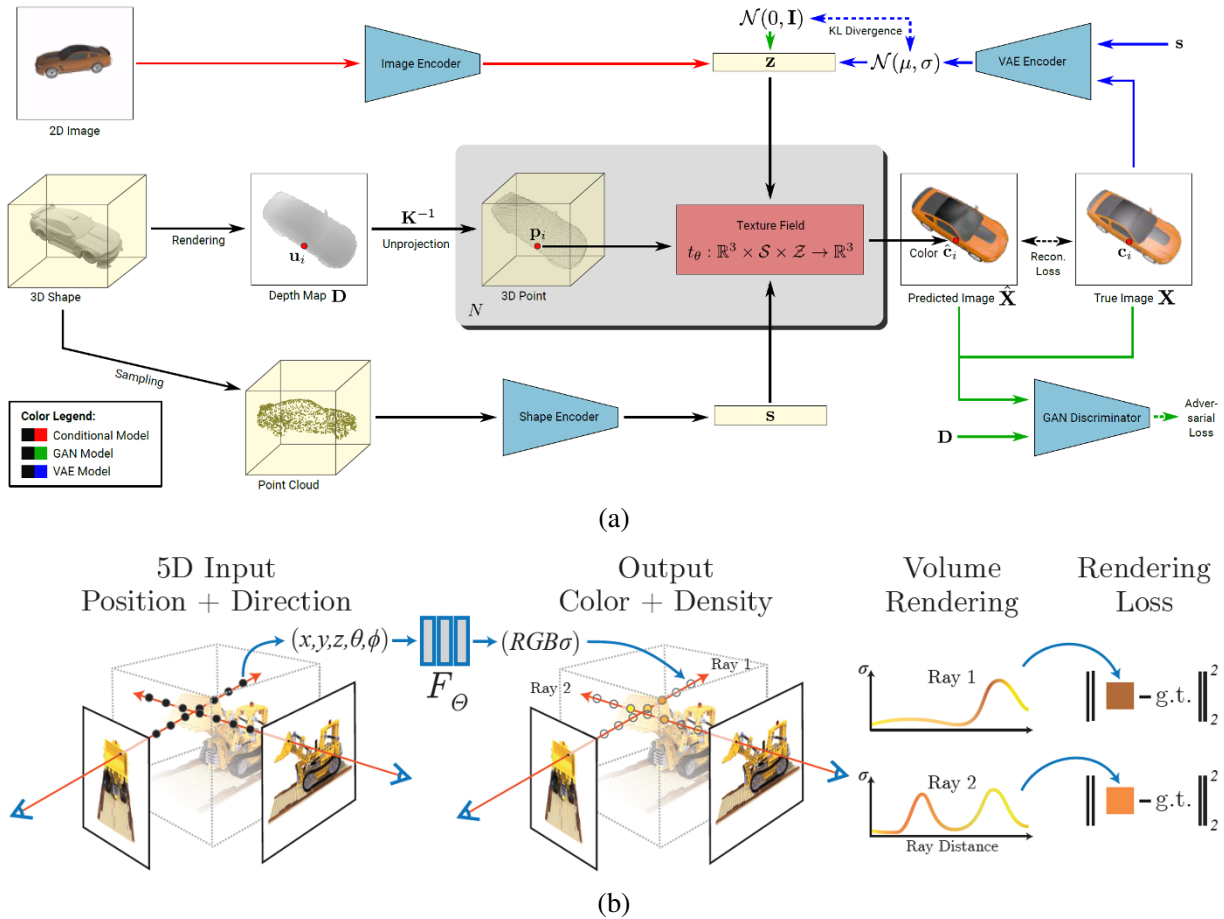 2D Image
Image Encoder
z
𝒩(0, I)
KL Divergence
𝒩(μ, σ)
VAE Encoder
s
3D Shape
Rendering
u_i
Depth Map D
K⁻¹
Unprojection
p_i
3D Point
N
Texture Field
t_θ : ℝ³ × 𝒮 × 𝒵 → ℝ³
Color ĉ_i
Predicted Image X̂
Recon.
Loss
c_i
True Image X
Sampling
Point Cloud
Shape Encoder
s
D
GAN Discriminator
Adver-
sarial
Loss
Color Legend:
Conditional Model
GAN Model
VAE Model
(a)
5D Input
Position + Direction
(x,y,z,θ,ϕ)
F_Θ
(RGBσ)
Output
Color + Density
Ray 1
Ray 2
Volume
Rendering
σ
Ray 1
σ
Ray 2
Ray Distance
Rendering
Loss
‖ - g.t. ‖²₂
‖ - g.t. ‖²₂
(b)